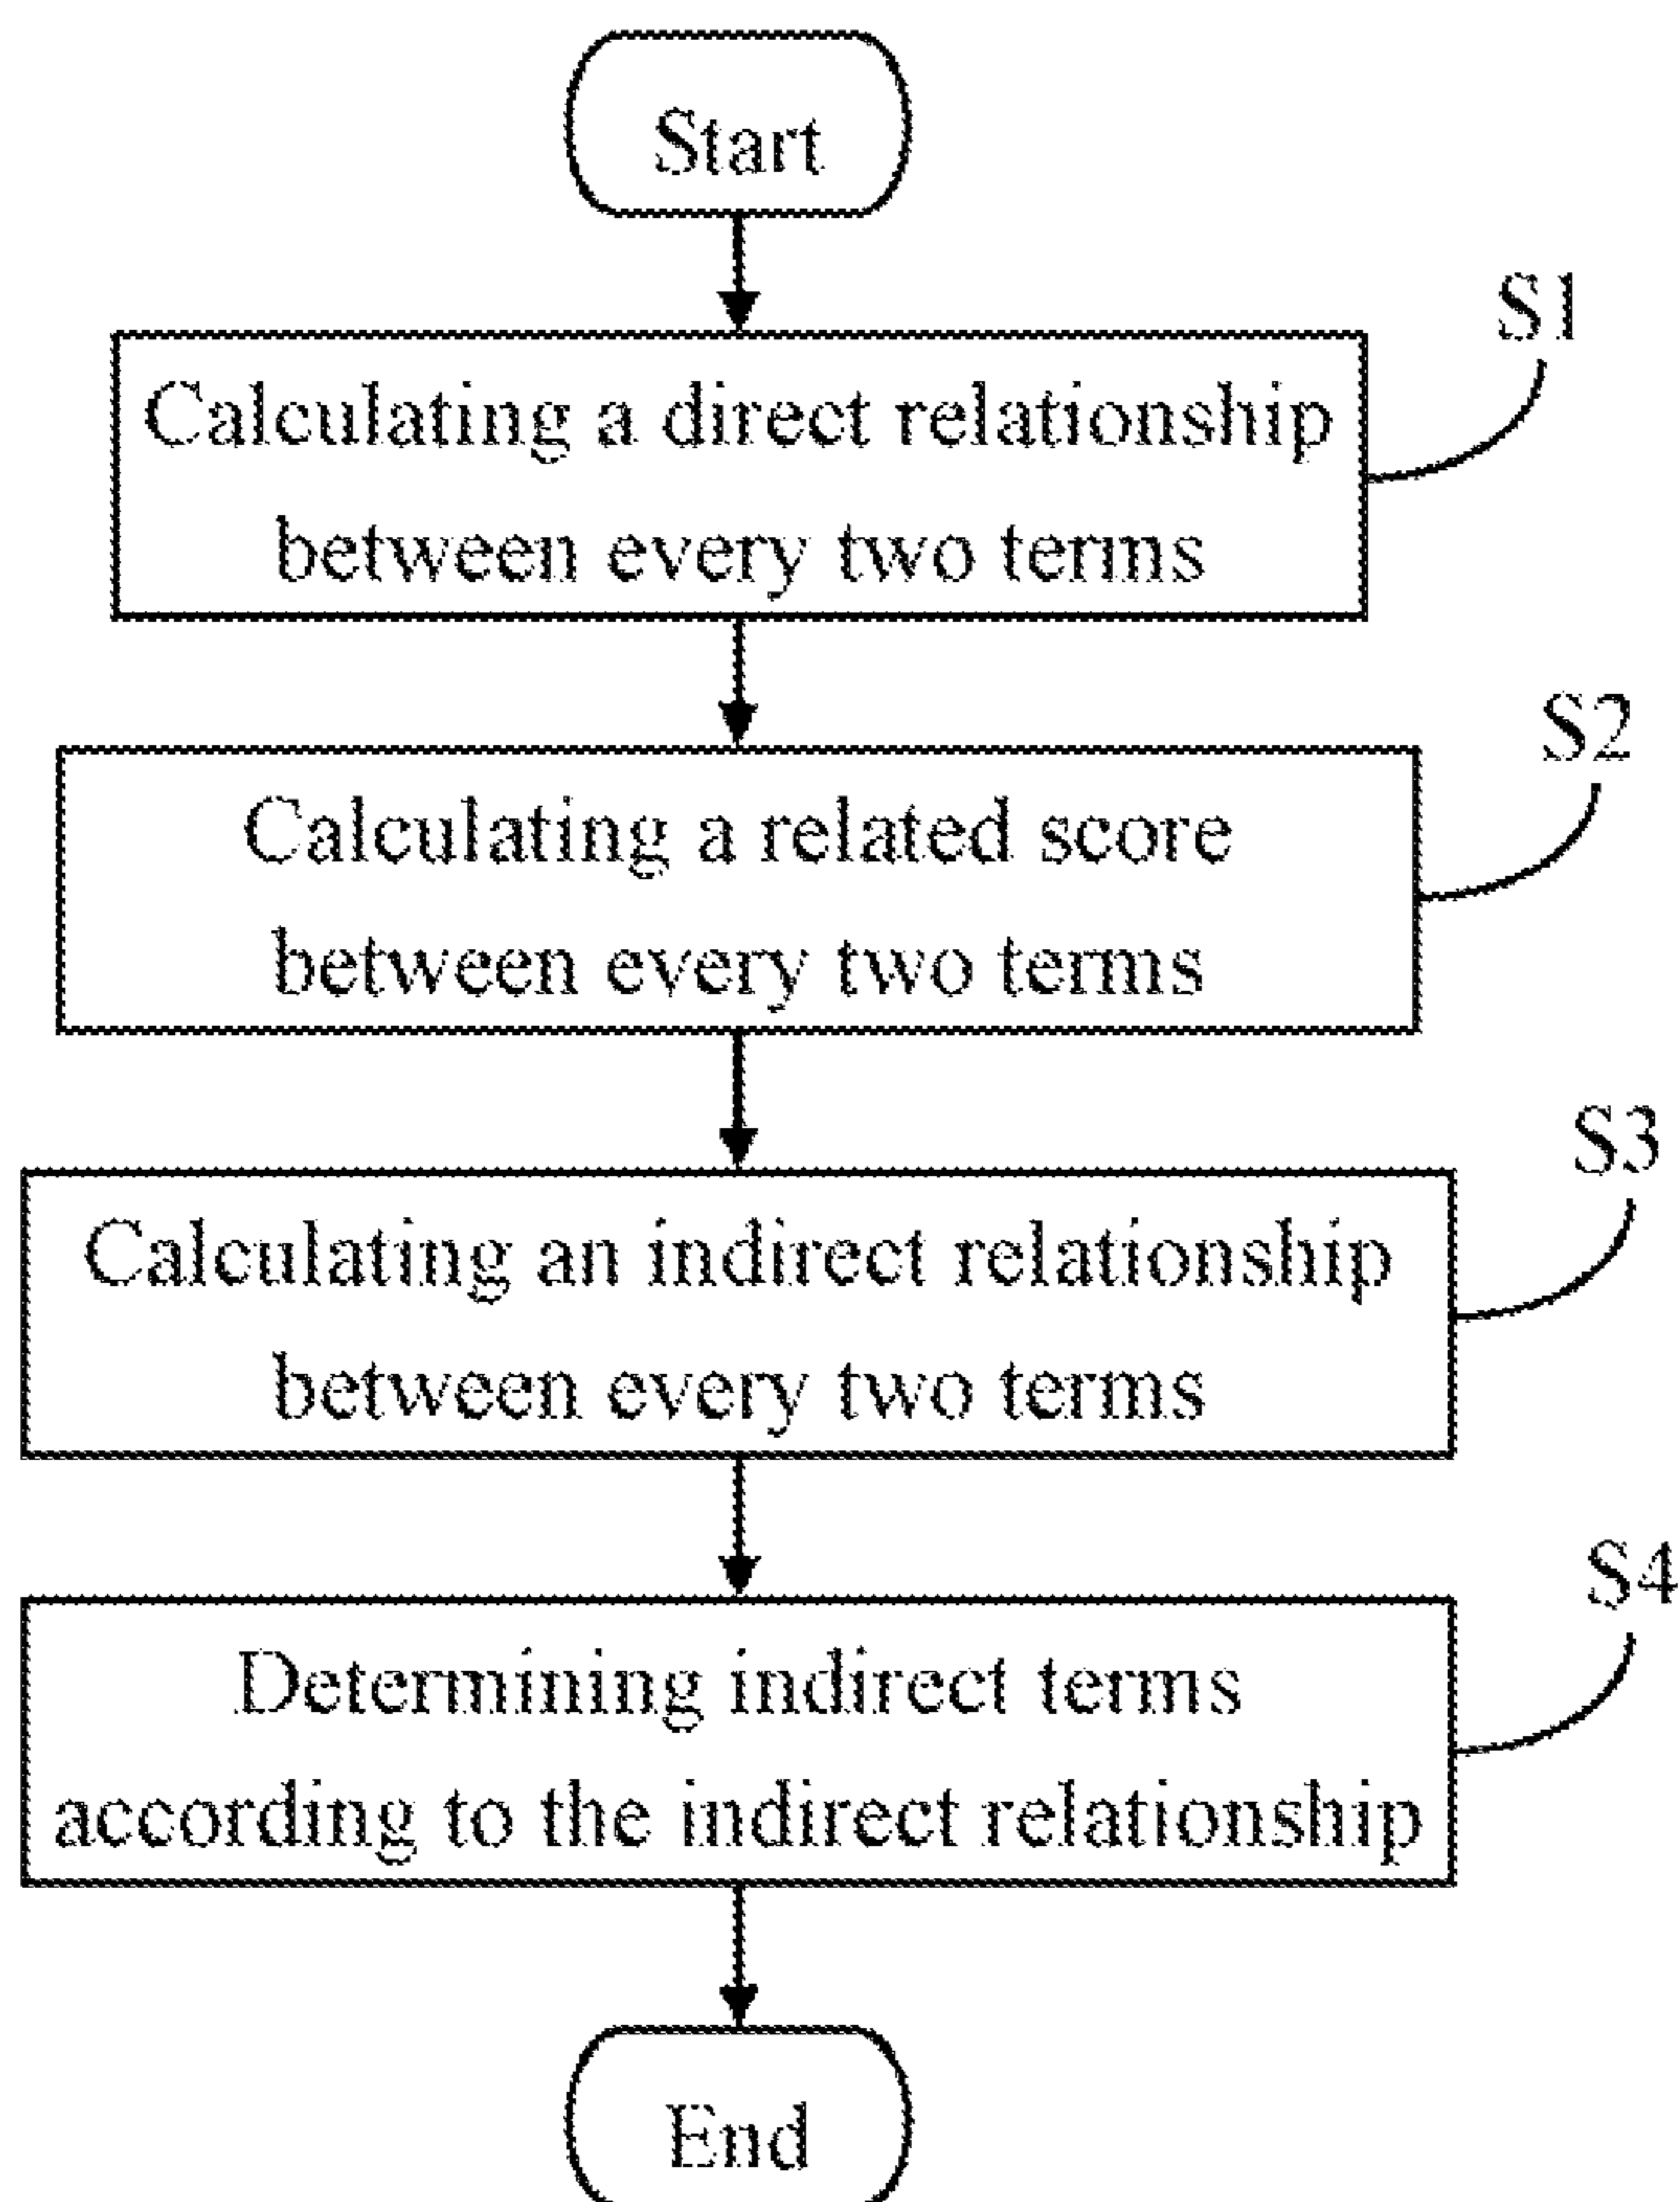 Start
S1
Calculating a direct relationship
between every two terms
S2
Calculating a related score
between every two terms
S3
Calculating an indirect relationship
between every two terms
S4
Determining indirect terms
according to the indirect relationship
End